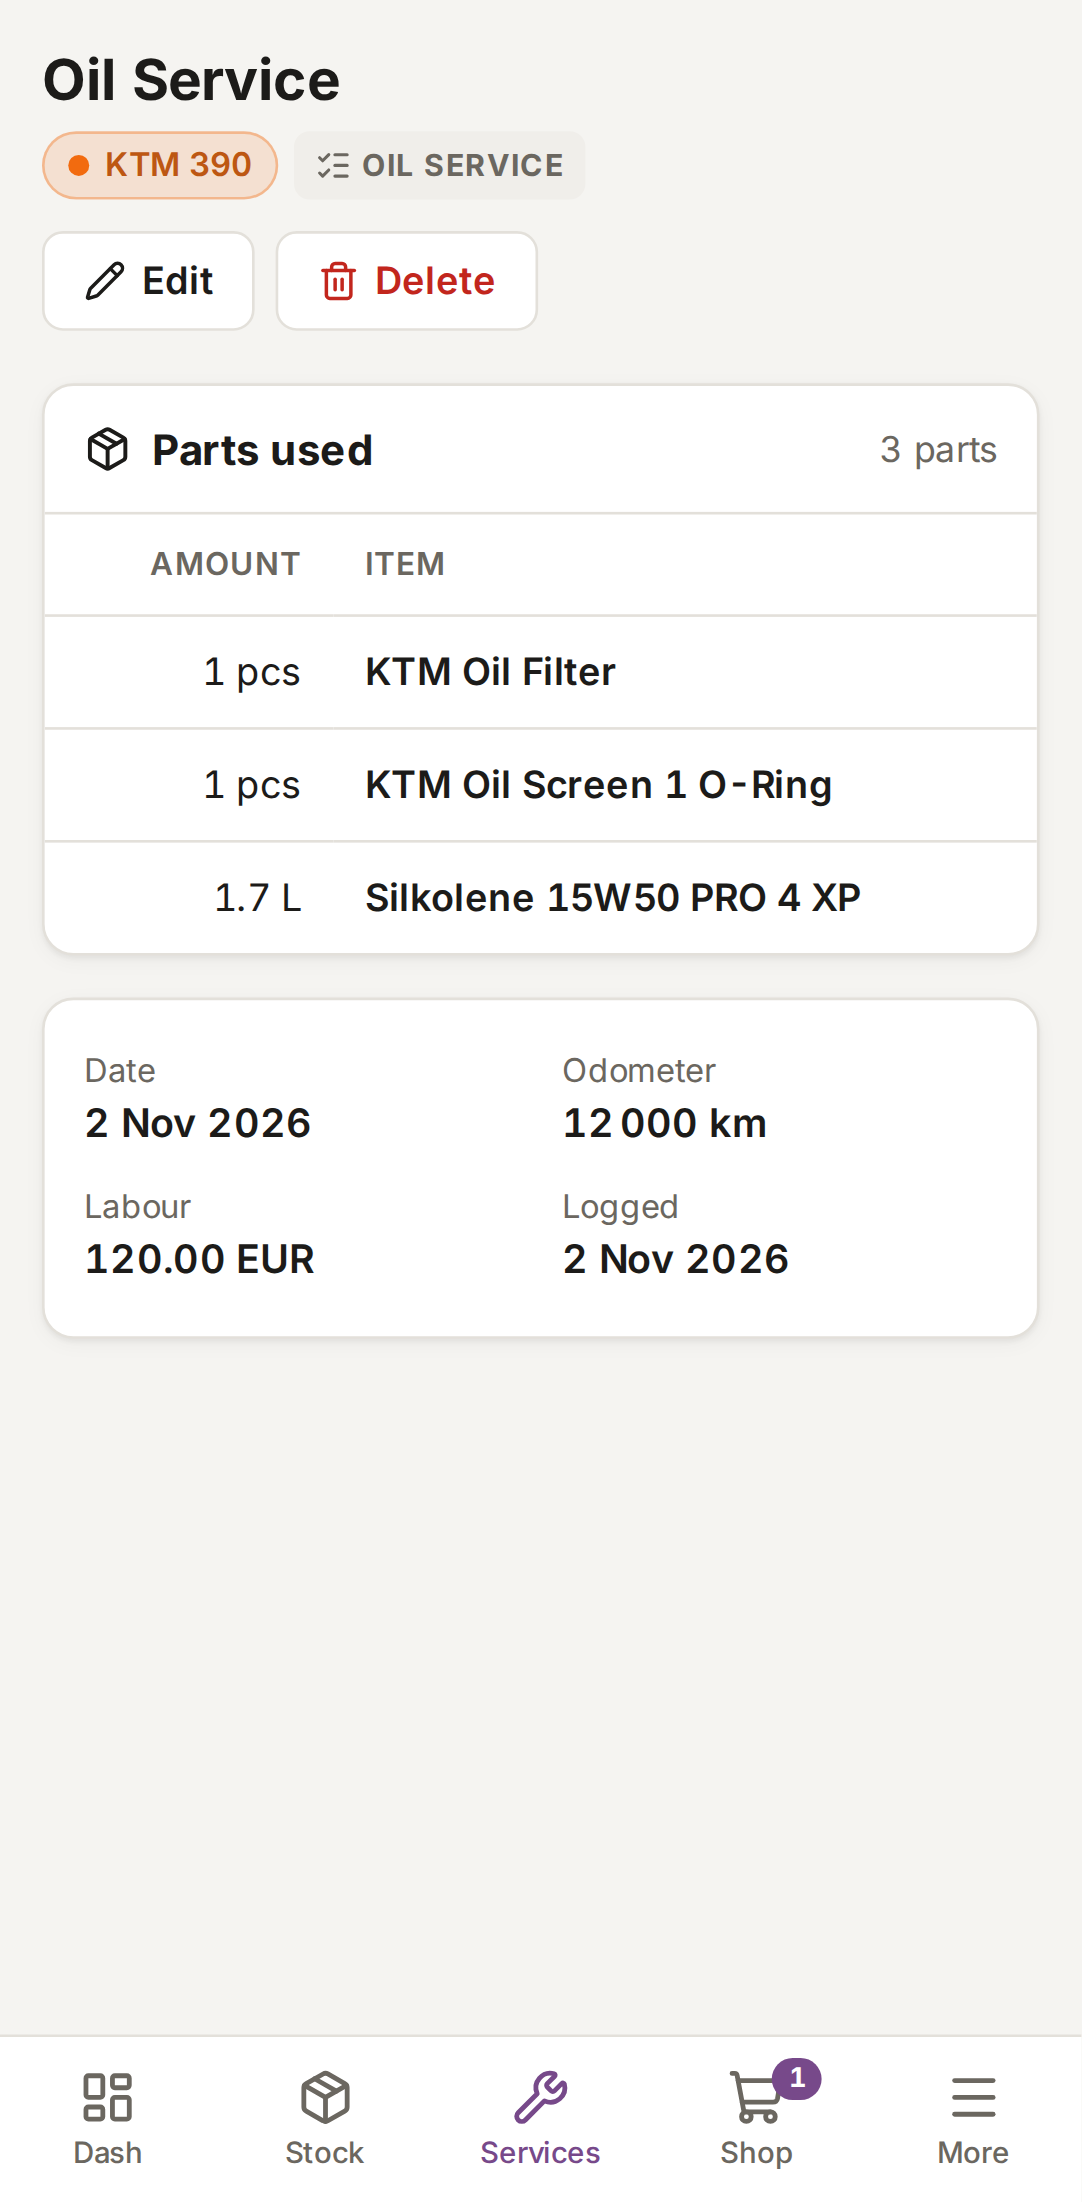 Oil Service
KTM 390
OIL SERVICE
Edit
Delete
Parts used
3 parts
AMOUNT ITEM
1 pcs KTM Oil Filter
1 pcs KTM Oil Screen 1 O-Ring
1.7 L Silkolene 15W50 PRO 4 XP
Date
2 Nov 2026
Odometer
12 000 km
Labour
120.00 EUR
Logged
2 Nov 2026
Dash
Stock
Services
1
Shop
More